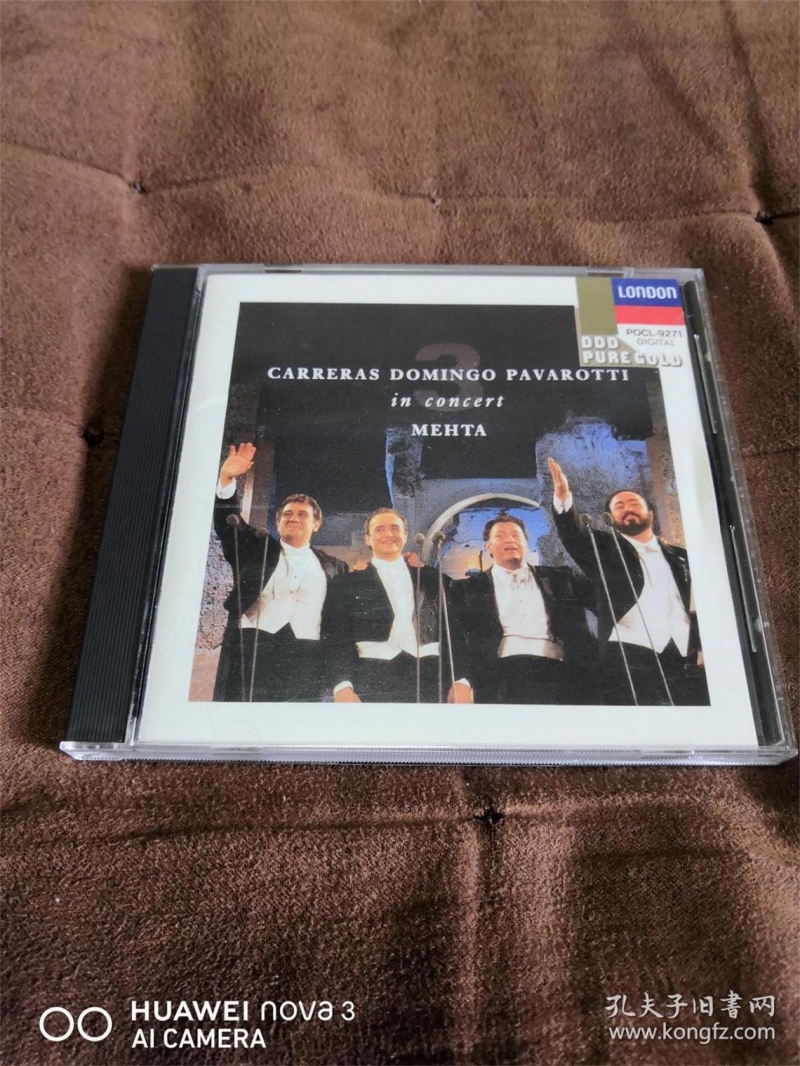 LONDON
POCL-9271
DIGITAL
DDD
PURE GOLD
3
CARRERAS DOMINGO PAVAROTTI
in concert
MEHTA
HUAWEI nova 3
AI CAMERA
孔夫子旧书网
www.kongfz.com